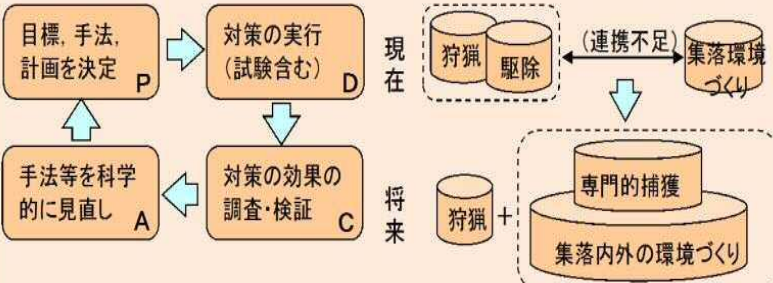 目標，手法，
計画を決定
P
対策の実行
（試験含む）
D
手法等を科学
的に見直し
A
対策の効果の
調査・検証
C
現在
狩猟
駆除
（連携不足）
集落環境
づくり
将来
狩猟
+
専門的捕獲
集落内外の環境づくり